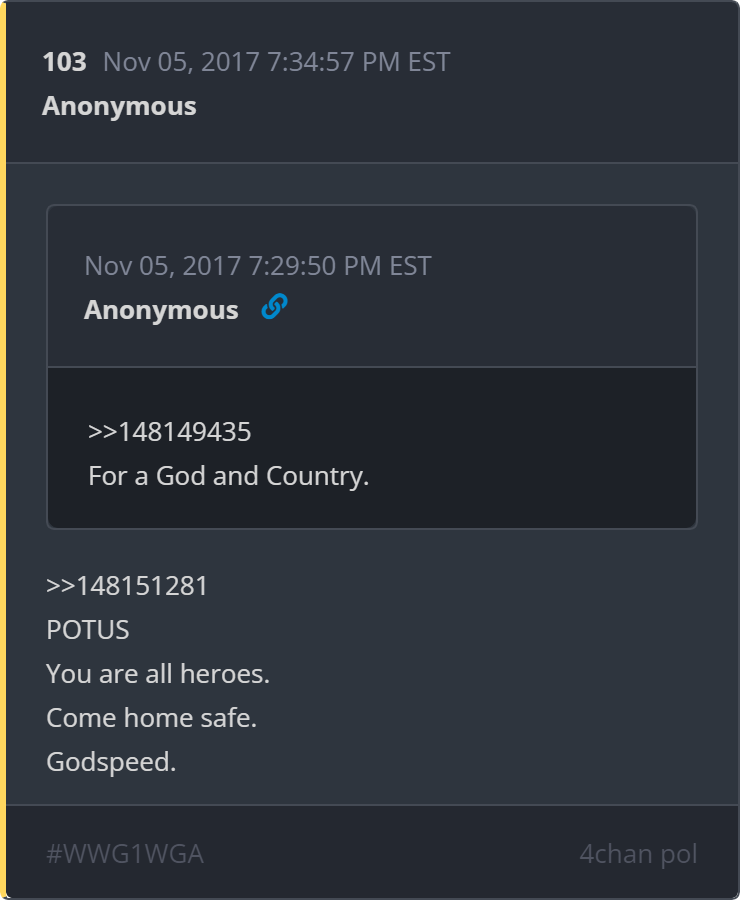 103 Nov 05, 2017 7:34:57 PM EST
Anonymous
Nov 05, 2017 7:29:50 PM EST
Anonymous
>>148149435
For a God and Country.
>>148151281
POTUS
You are all heroes.
Come home safe.
Godspeed.
#WWG1WGA 4chan pol